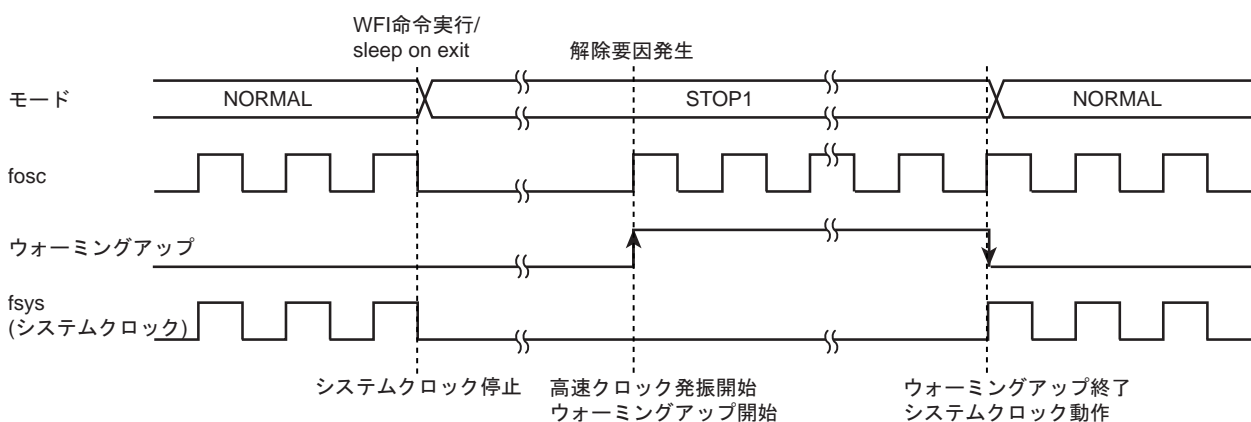 WFI命令実行/
sleep on exit
解除要因発生
モード
NORMAL
STOP1
NORMAL
fosc
ウォーミングアップ
fsys
(システムクロック)
システムクロック停止
高速クロック発振開始
ウォーミングアップ開始
ウォーミングアップ終了
システムクロック動作